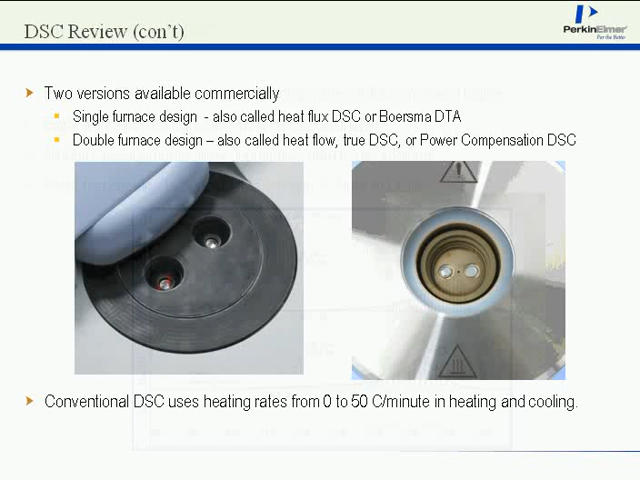 DSC Review (con't)
PerkinElmer
For the Better
Two versions available commercially
Single furnace design - also called heat flux DSC or Boersma DTA
Double furnace design – also called heat flow, true DSC, or Power Compensation DSC
Conventional DSC uses heating rates from 0 to 50 C/minute in heating and cooling.